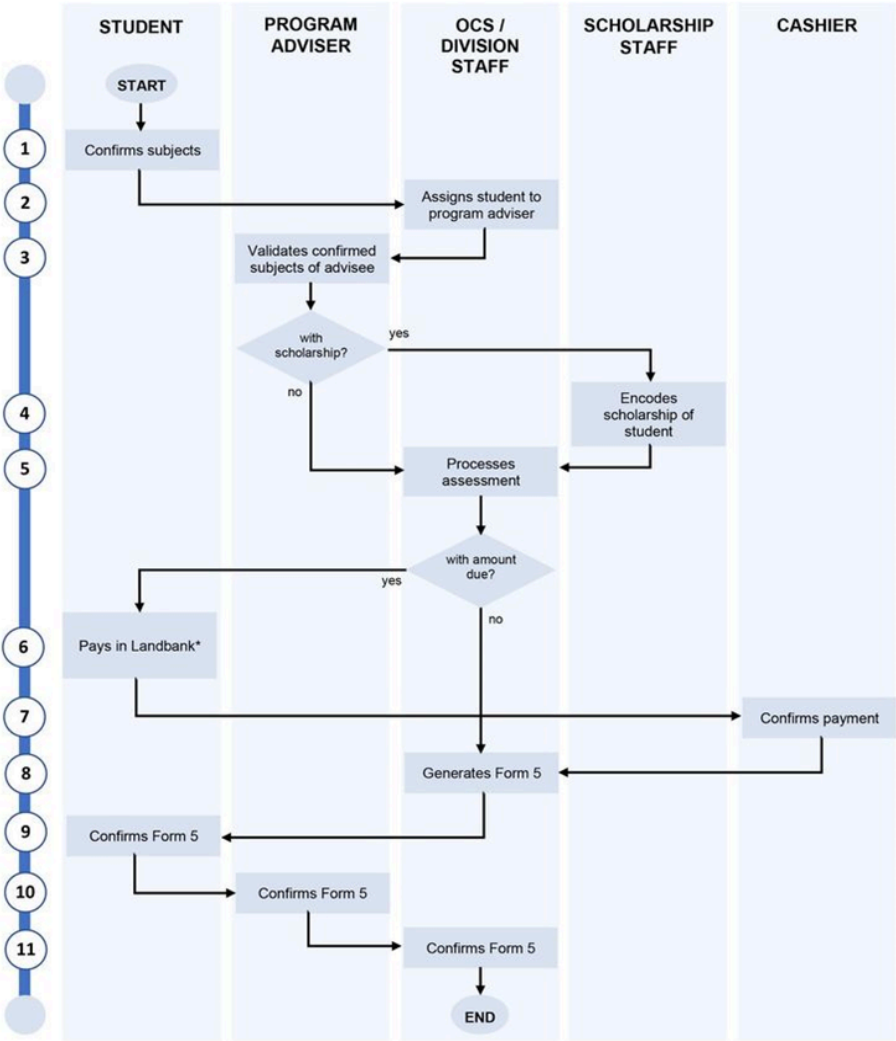 STUDENT
PROGRAM
ADVISER
OCS /
DIVISION
STAFF
SCHOLARSHIP
STAFF
CASHIER
START
1
Confirms subjects
2
Assigns student to
program adviser
3
Validates confirmed
subjects of advisee
with
scholarship?
yes
no
4
Encodes
scholarship of
student
5
Processes
assessment
with amount
due?
yes
no
6
Pays in Landbank*
7
Confirms payment
8
Generates Form 5
9
Confirms Form 5
10
Confirms Form 5
11
Confirms Form 5
END